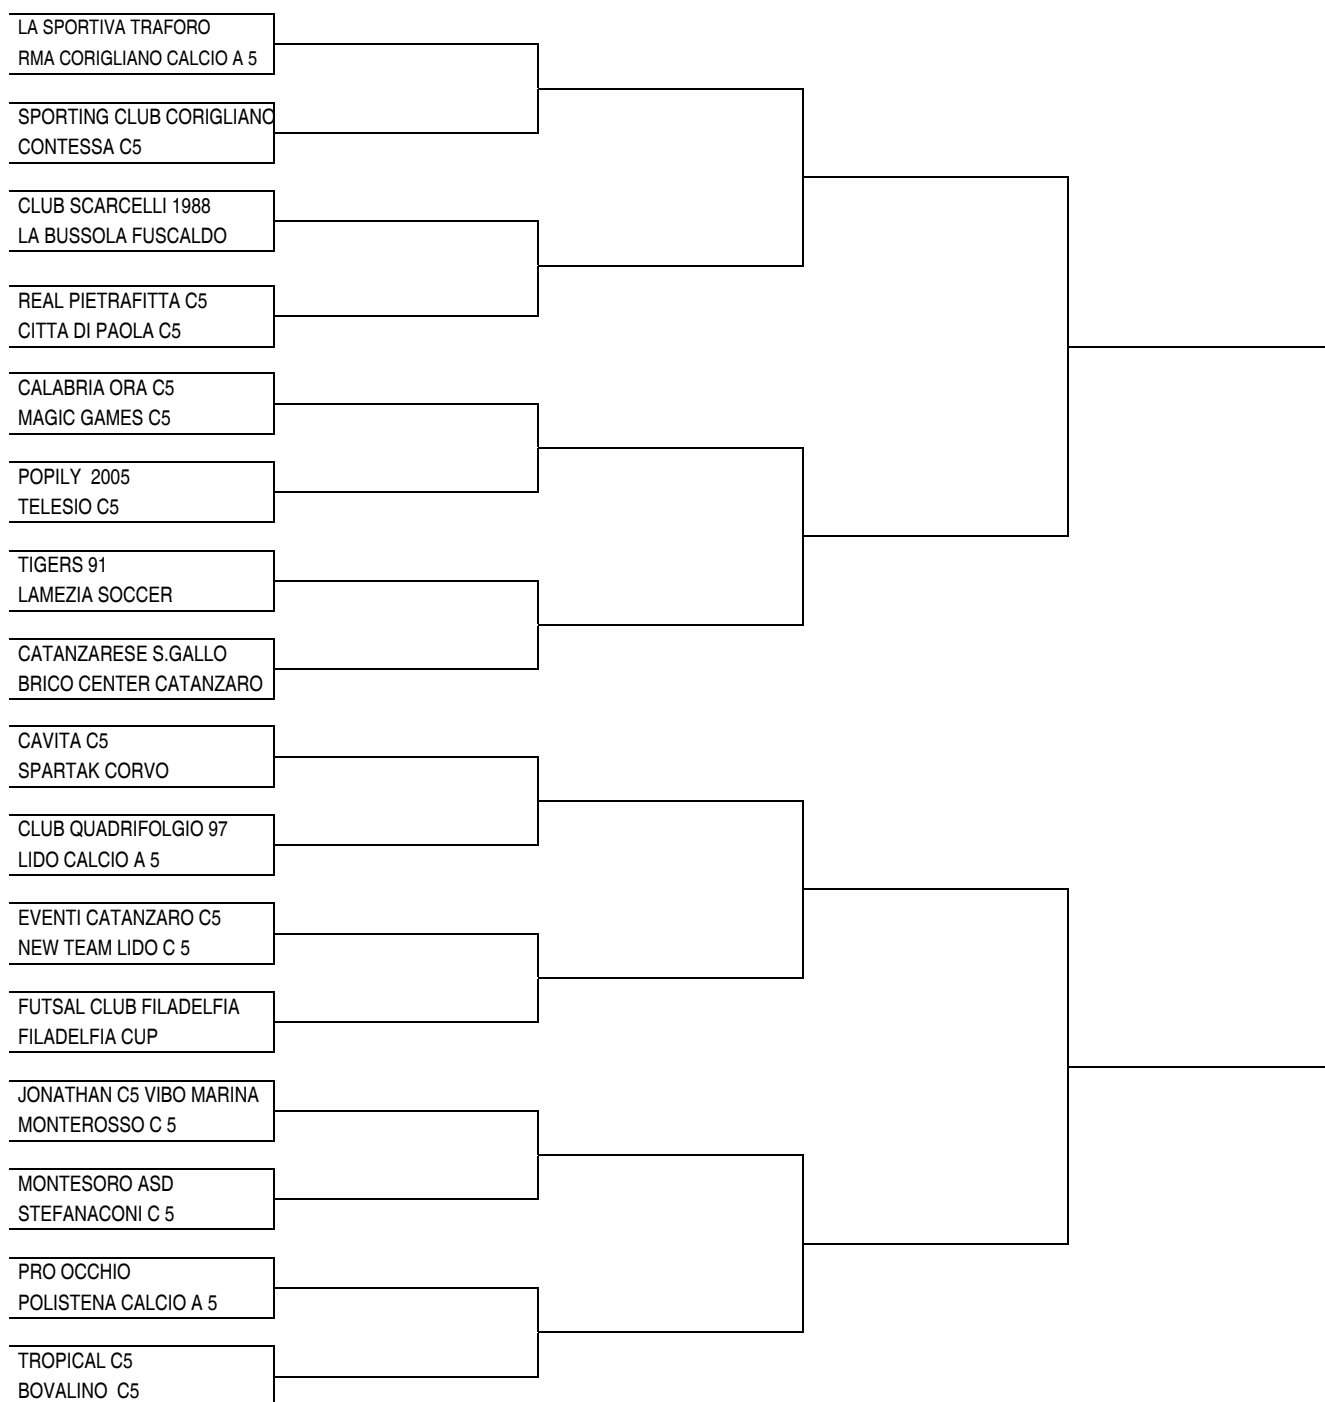 LA SPORTIVA TRAFORO
RMA CORIGLIANO CALCIO A 5
SPORTING CLUB CORIGLIANO
CONTESSA C5
CLUB SCARCELLI 1988
LA BUSSOLA FUSCALDO
REAL PIETRAFITTA C5
CITTA DI PAOLA C5
CALABRIA ORA C5
MAGIC GAMES C5
POPILY  2005
TELESIO C5
TIGERS 91
LAMEZIA SOCCER
CATANZARESE S.GALLO
BRICO CENTER CATANZARO
CAVITA C5
SPARTAK CORVO
CLUB QUADRIFOLGIO 97
LIDO CALCIO A 5
EVENTI CATANZARO C5
NEW TEAM LIDO C 5
FUTSAL CLUB FILADELFIA
FILADELFIA CUP
JONATHAN C5 VIBO MARINA
MONTEROSSO C 5
MONTESORO ASD
STEFANACONI C 5
PRO OCCHIO
POLISTENA CALCIO A 5
TROPICAL C5
BOVALINO  C5